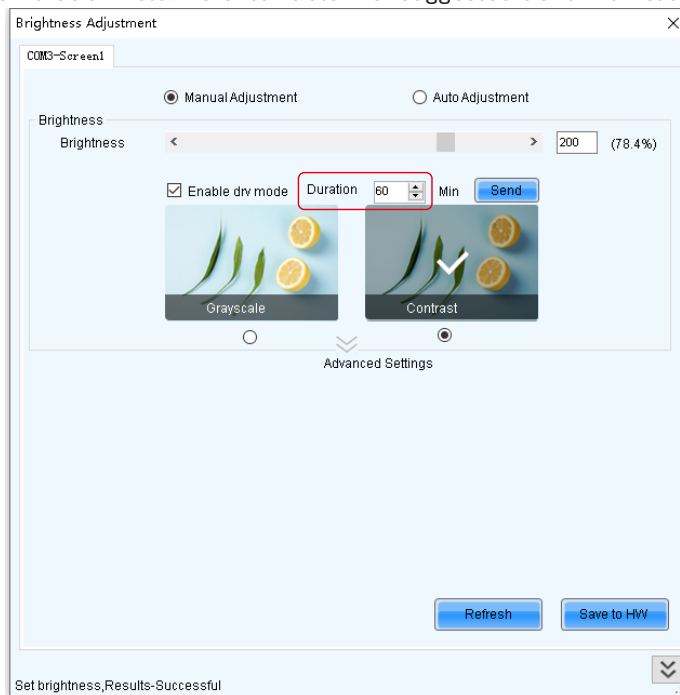 Brightness Adjustment
COM3-Screen1
Manual Adjustment Auto Adjustment
Brightness
Brightness 200 (78.4%)
Enable dry mode Duration 60 Min Send
Grayscale Contrast
Advanced Settings
Refresh Save to HW
Set brightness,Results-Successful